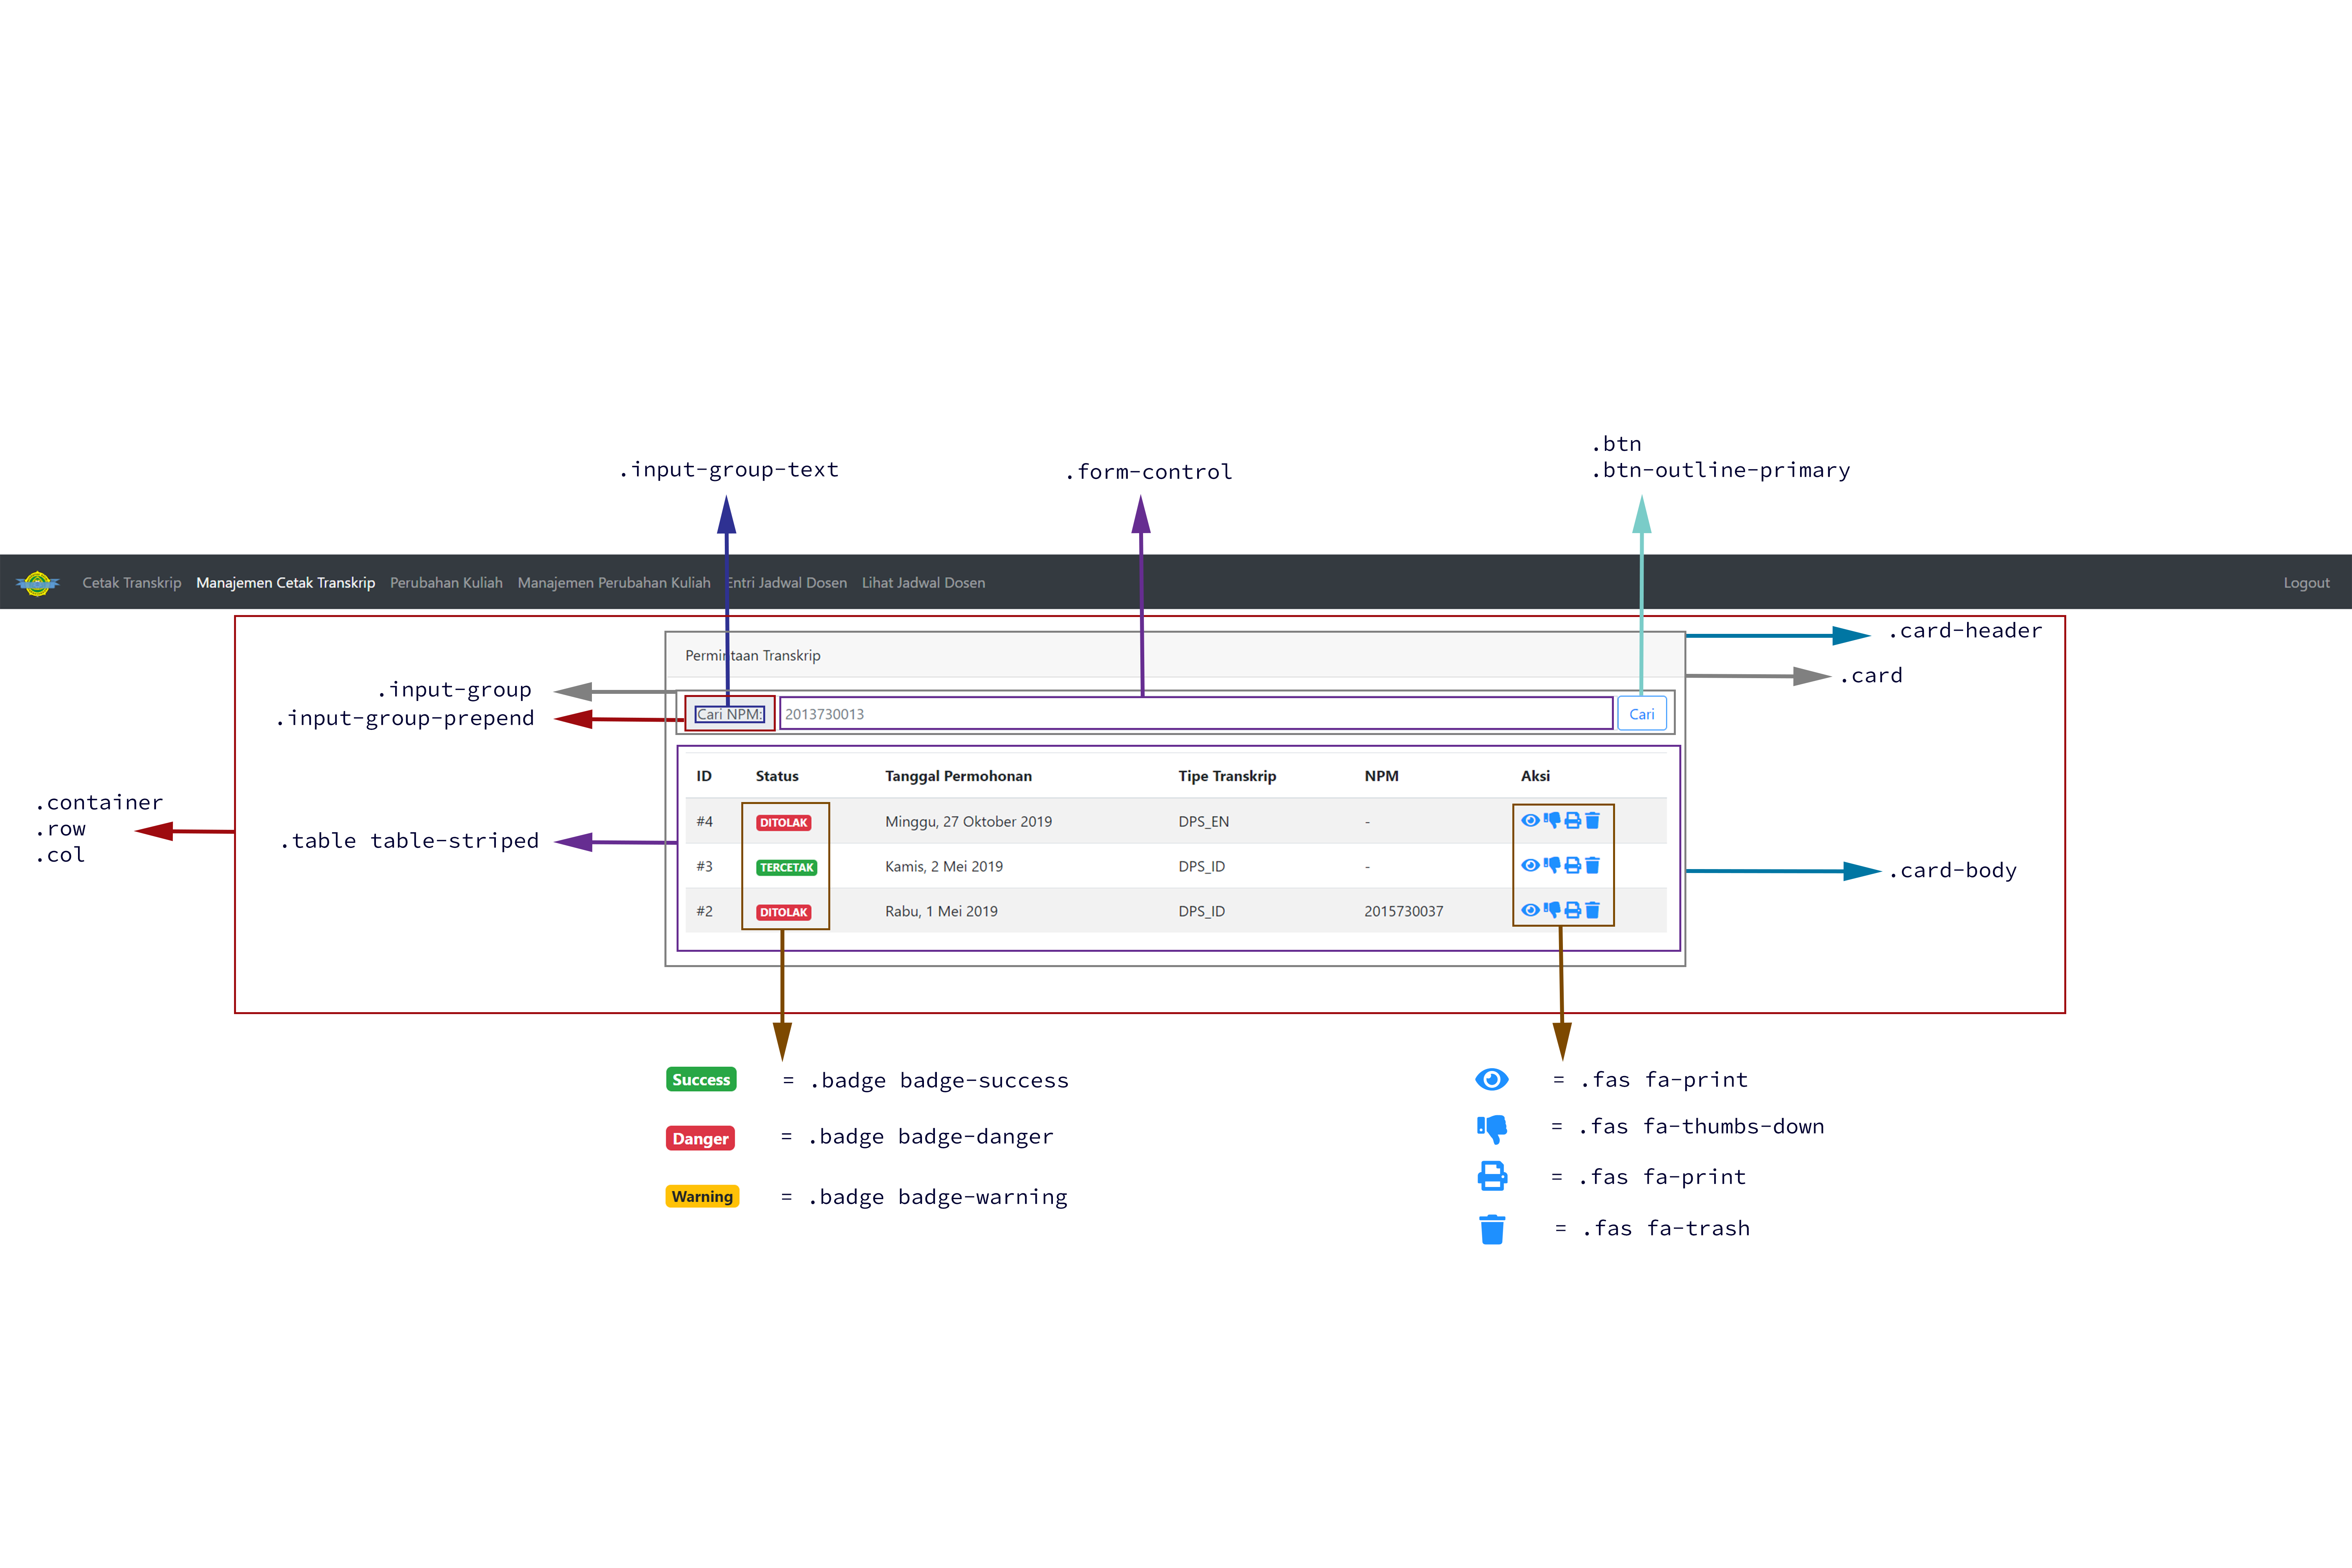 .btn
.input-group-text
.form-control
.btn-outline-primary
Cetak Transkrip Manajemen Cetak Transkrip Perubahan Kuliah Manajemen Perubahan Kuliah Entri Jadwal Dosen Lihat Jadwal Dosen Logout
.card-header
Permintaan Transkrip
.card
.input-group
.input-group-prepend
Cari NPM: 2013730013 Cari
ID Status Tanggal Permohonan Tipe Transkrip NPM Aksi
#4 DITOLAK Minggu, 27 Oktober 2019 DPS_EN -
#3 TERCETAK Kamis, 2 Mei 2019 DPS_ID -
#2 DITOLAK Rabu, 1 Mei 2019 DPS_ID 2015730037
.container
.row
.col
.table table-striped
.card-body
Success = .badge badge-success
Danger = .badge badge-danger
Warning = .badge badge-warning
= .fas fa-print
= .fas fa-thumbs-down
= .fas fa-print
= .fas fa-trash